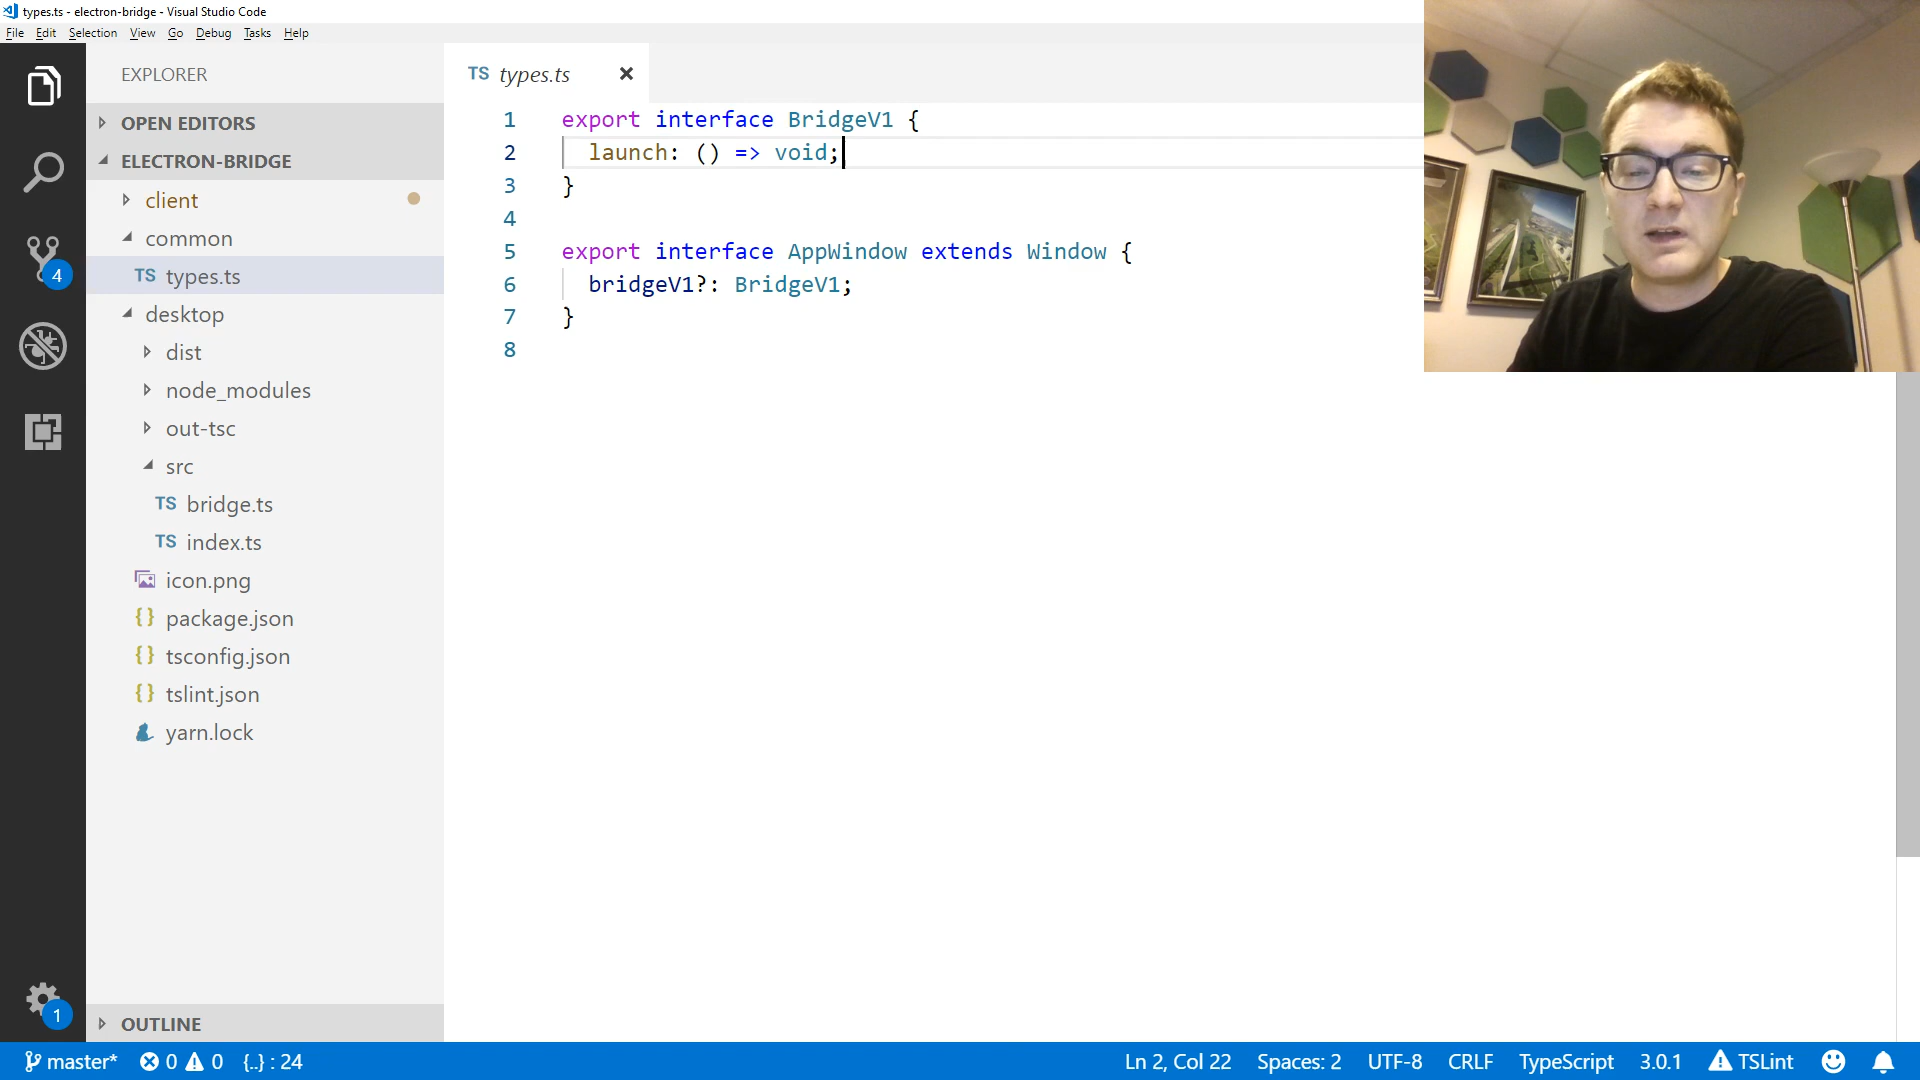 types.ts - electron-bridge - Visual Studio Code
File Edit Selection View Go Debug Tasks Help
EXPLORER
OPEN EDITORS
ELECTRON-BRIDGE
client
common
TS types.ts
desktop
dist
node_modules
out-tsc
src
TS bridge.ts
TS index.ts
icon.png
{ } package.json
{ } tsconfig.json
{ } tslint.json
yarn.lock
OUTLINE
4
1
TS types.ts ×
1 export interface BridgeV1 {
2 launch: () => void;
3 }
4
5 export interface AppWindow extends Window {
6 bridgeV1?: BridgeV1;
7 }
8
master* 0 0 {..} : 24 Ln 2, Col 22 Spaces: 2 UTF-8 CRLF TypeScript 3.0.1 TSLint